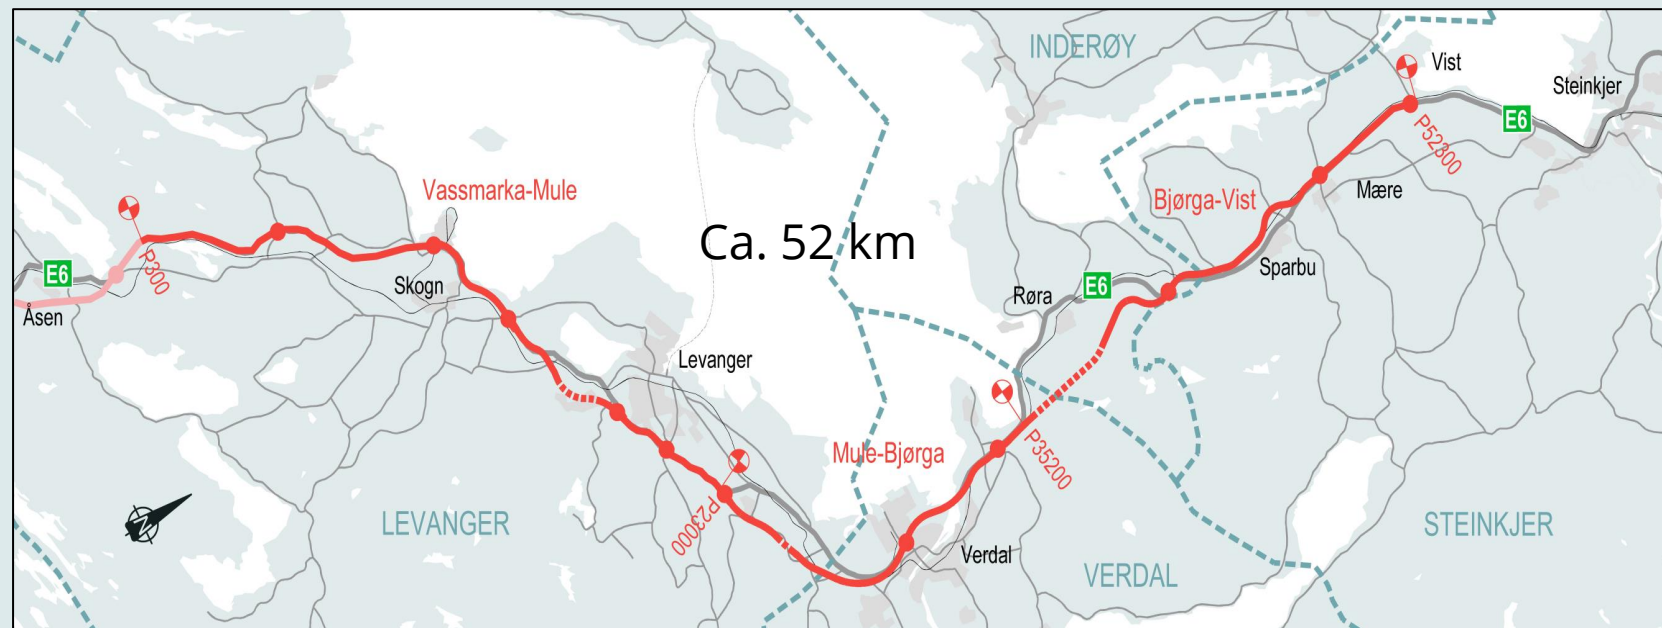 INDERØY
Vist
Steinkjer
E6
P52300
Vassmarka-Mule
Mære
Bjørga-Vist
Ca. 52 km
P300
E6
Åsen
Skogn
Sparbu
E6
Røra
Levanger
Mule-Bjørga
P35200
P23000
LEVANGER
STEINKJER
Verdal
VERDAL
N